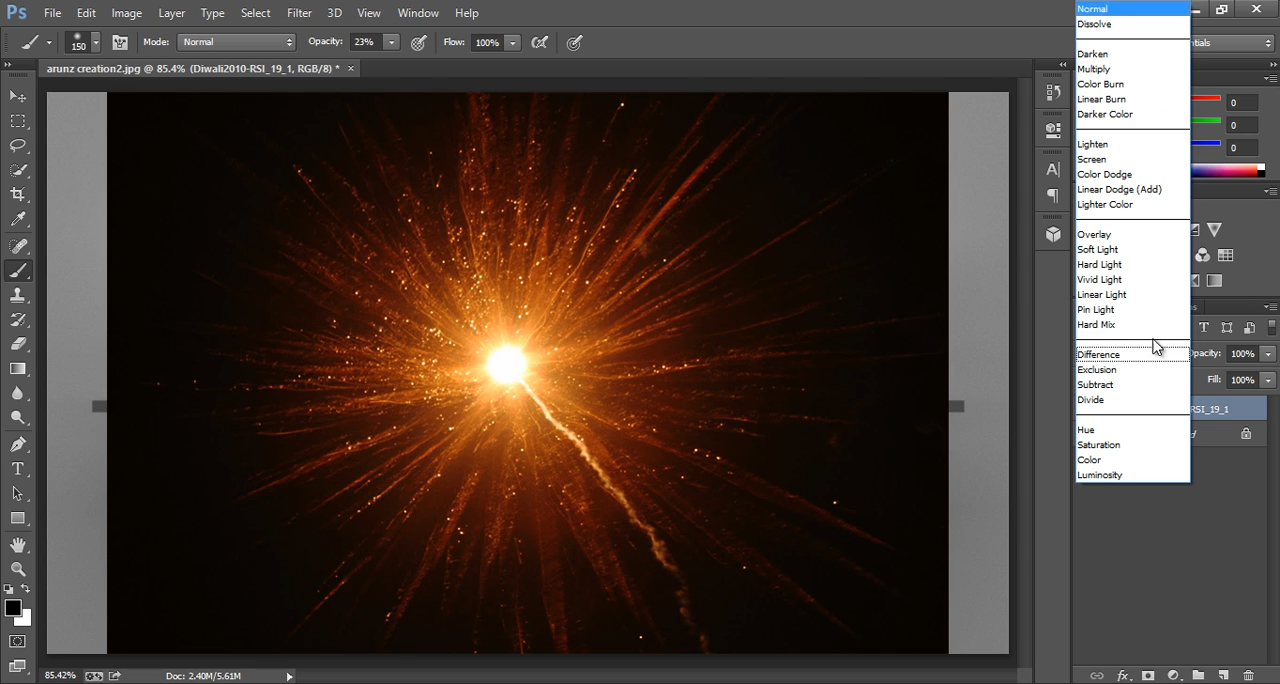 Ps File Edit Image Layer Type Select Filter 3D View Window Help
150 Mode: Normal Opacity: 23% Flow: 100%
arunz creation2.jpg @ 85.4% (Diwali2010-RSI_19_1, RGB/8) * ×
Normal
Dissolve
Darken
Multiply
Color Burn
Linear Burn
Darker Color
Lighten
Screen
Color Dodge
Linear Dodge (Add)
Lighter Color
Overlay
Soft Light
Hard Light
Vivid Light
Linear Light
Pin Light
Hard Mix
Difference
Exclusion
Subtract
Divide
Hue
Saturation
Color
Luminosity
ntials
0
0
0
Opacity: 100%
Fill: 100%
RSI_19_1
85.42% Doc: 2.40M/5.61M